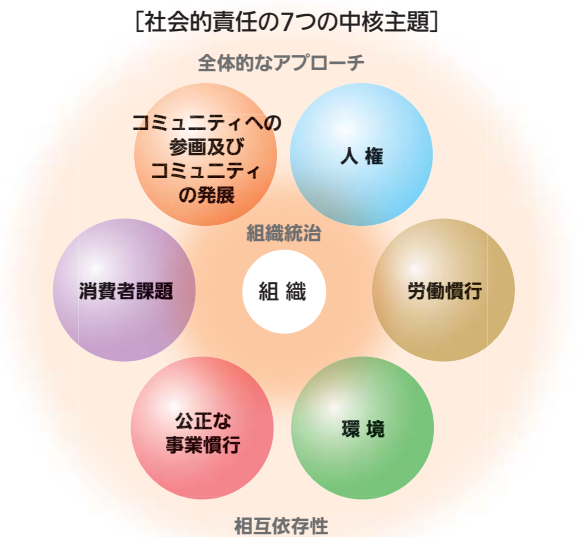 [社会的責任の7つの中核主題]
全体的なアプローチ
コミュニティへの
参画及び
コミュニティ
の発展
人権
組織統治
消費者課題
組織
労働慣行
公正な
事業慣行
環境
相互依存性